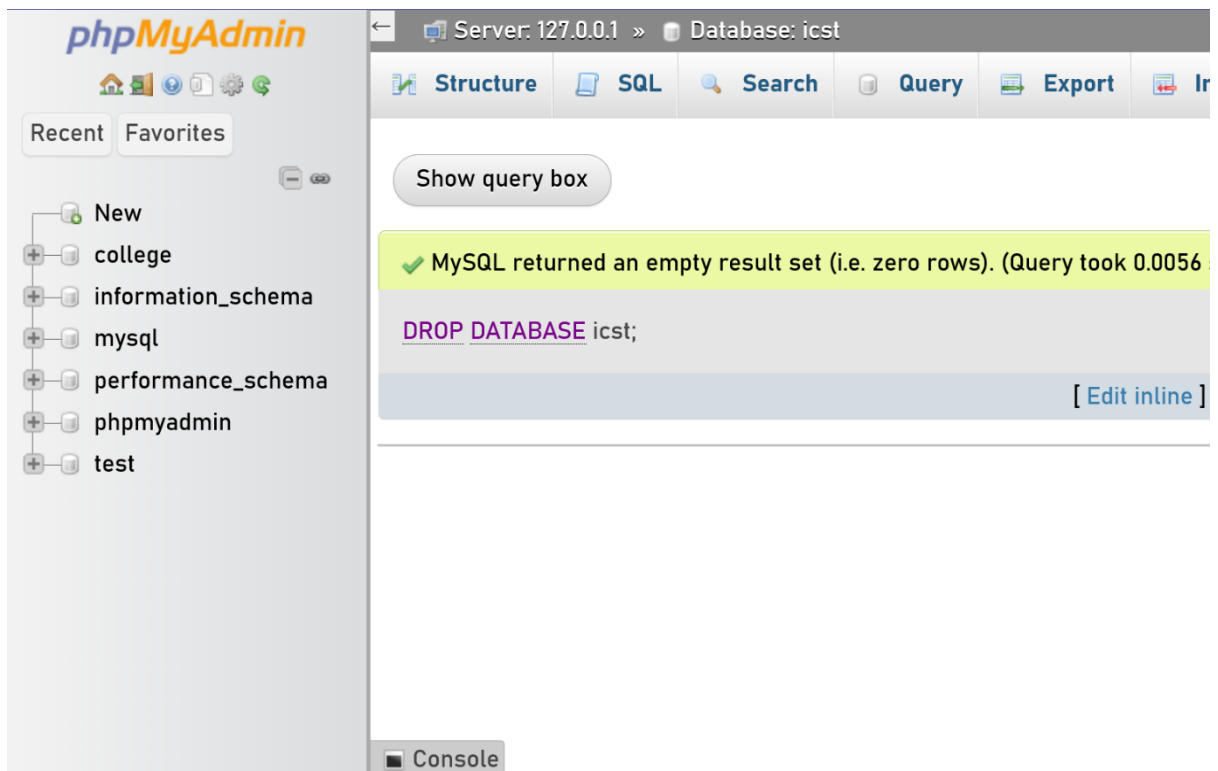 phpMyAdmin
Recent Favorites
New
college
information_schema
mysql
performance_schema
phpmyadmin
test
← Server: 127.0.0.1 » Database: icst
Structure SQL Search Query Export
Show query box
MySQL returned an empty result set (i.e. zero rows). (Query took 0.0056
DROP DATABASE icst;
[ Edit inline ]
Console